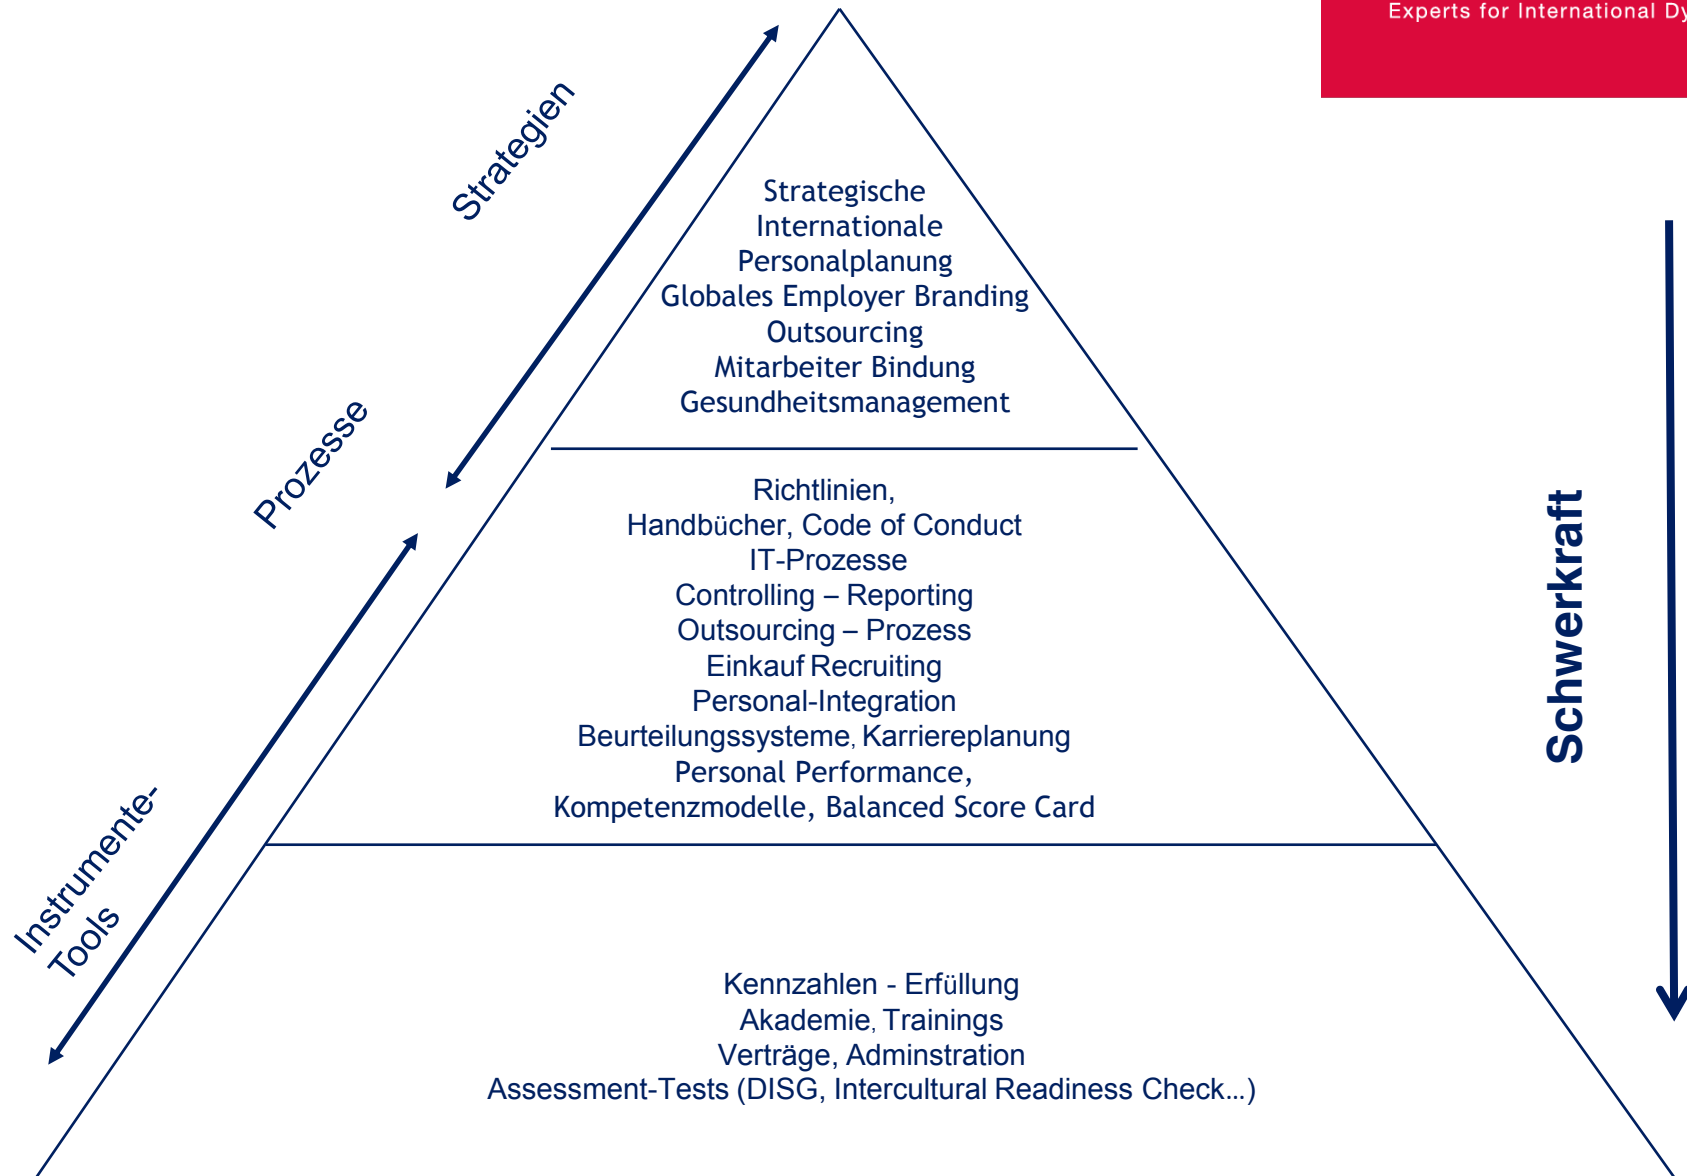 Experts for International Dy
Strategien
Strategische
Internationale
Personalplanung
Globales Employer Branding
Outsourcing
Mitarbeiter Bindung
Gesundheitsmanagement
Prozesse
Richtlinien,
Handbücher, Code of Conduct
IT-Prozesse
Controlling – Reporting
Outsourcing – Prozess
Einkauf Recruiting
Personal-Integration
Beurteilungssysteme, Karriereplanung
Personal Performance,
Kompetenzmodelle, Balanced Score Card
Schwerkraft
Instrumente-
Tools
Kennzahlen - Erfüllung
Akademie, Trainings
Verträge, Adminstration
Assessment-Tests (DISG, Intercultural Readiness Check...)